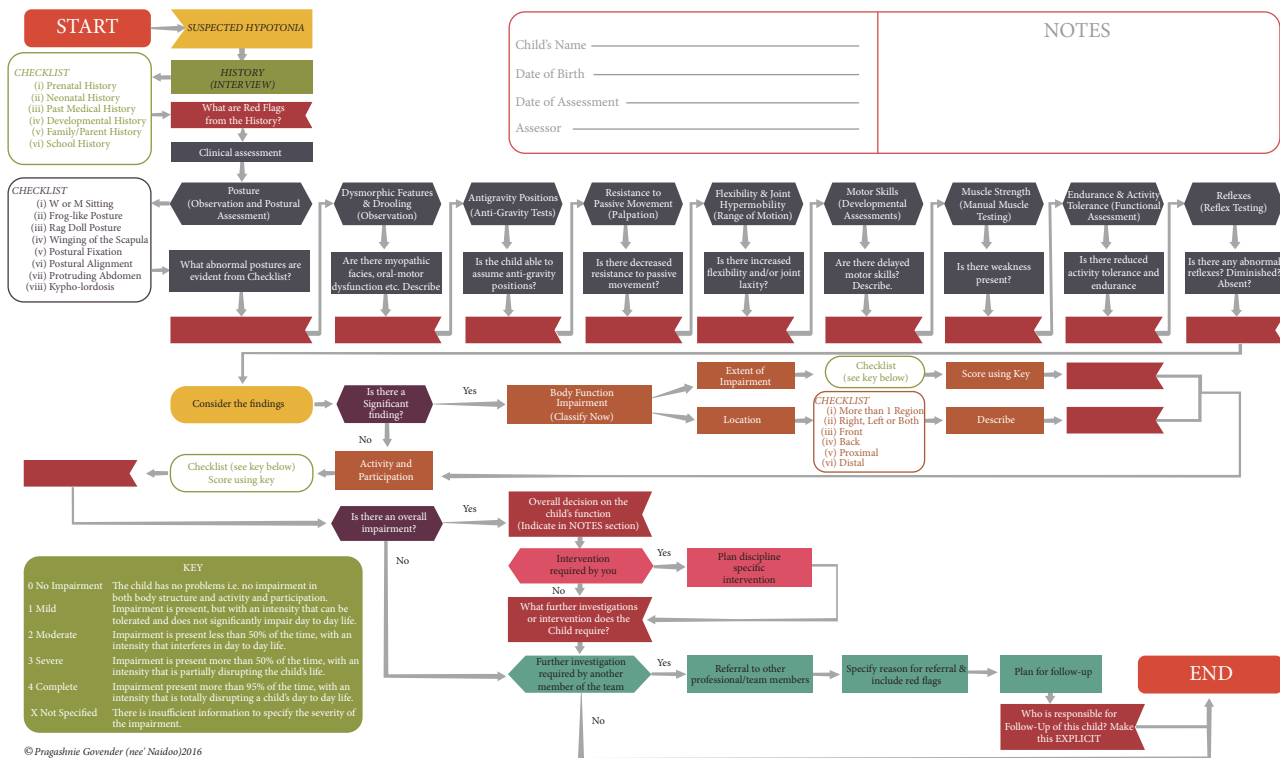 START
SUSPECTED HYPOTONIA
HISTORY
(INTERVIEW)
CHECKLIST
(i) Prenatal History
(ii) Neonatal History
(iii) Past Medical History
(iv) Developmental History
(v) Family/Parent History
(vi) School History
What are Red Flags
from the History?
Clinical assessment
Child's Name
Date of Birth
Date of Assessment
Assessor
NOTES
CHECKLIST
(i) W or M Sitting
(ii) Frog-like Posture
(iii) Rag Doll Posture
(iv) Winging of the Scapula
(v) Postural Fixation
(vi) Postural Alignment
(vii) Protruding Abdomen
(viii) Kypho-lordosis
Posture
(Observation and Postural
Assessment)
What abnormal postures are
evident from Checklist?
Dysmorphic Features
& Drooling
(Observation)
Are there myopathic
facies, oral-motor
dysfunction etc. Describe
Antigravity Positions
(Anti-Gravity Tests)
Is the child able to
assume anti-gravity
positions?
Resistance to
Passive Movement
(Palpation)
Is there decreased
resistance to passive
movement?
Flexibility & Joint
Hypermobility
(Range of Motion)
Is there increased
flexibility and/or joint
laxity?
Motor Skills
(Developmental
Assessments)
Are there delayed
motor skills?
Describe.
Muscle Strength
(Manual Muscle
Testing)
Is there weakness
present?
Endurance & Activity
Tolerance (Functional
Assessment)
Is there reduced
activity tolerance and
endurance
Reflexes
(Reflex Testing)
Is there any abnormal
reflexes? Diminished?
Absent?
Consider the findings
Is there a
Significant
finding?
Yes
No
Body Function
Impairment
(Classify Now)
Extent of
Impairment
Checklist
(see key below)
Score using Key
Location
CHECKLIST
(i) More than 1 Region
(ii) Right, Left or Both
(iii) Front
(iv) Back
(v) Proximal
(vi) Distal
Describe
Activity and
Participation
Checklist (see key below)
Score using key
Is there an overall
impairment?
Yes
No
Overall decision on the
child's function
(Indicate in NOTES section)
Intervention
required by you
Yes
No
Plan discipline
specific
intervention
What further investigations
or intervention does the
Child require?
Further investigation
required by another
member of the team
Yes
No
Referral to other
professional/team members
Specify reason for referral &
include red flags
Plan for follow-up
Who is responsible for
Follow-Up of this child? Make
this EXPLICIT
END
KEY
0 No Impairment The child has no problems i.e. no impairment in
both body structure and activity and participation.
1 Mild Impairment is present, but with an intensity that can be
tolerated and does not significantly impair day to day life.
2 Moderate Impairment is present less than 50% of the time, with an
intensity that interferes in day to day life.
3 Severe Impairment is present more than 50% of the time, with an
intensity that is partially disrupting the child's life.
4 Complete Impairment present more than 95% of the time, with an
intensity that is totally disrupting a child's day to day life.
X Not Specified There is insufficient information to specify the severity of
the impairment.
© Pragashnie Govender (nee' Naidoo)2016